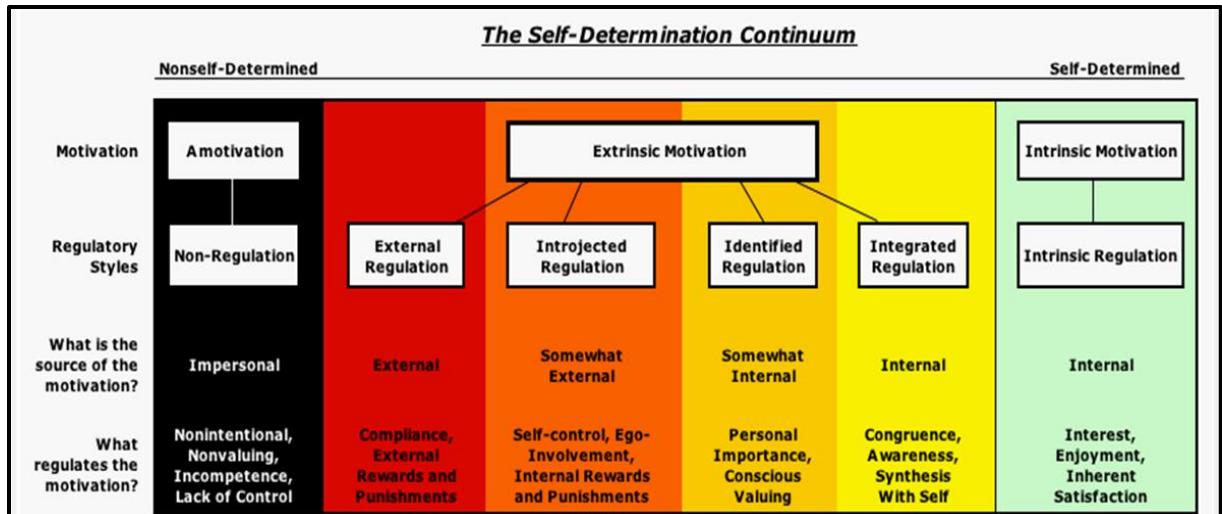 The Self-Determination Continuum
Nonself-Determined Self-Determined
Motivation Amotivation Extrinsic Motivation Intrinsic Motivation
Regulatory
Styles
Non-Regulation
External
Regulation
Introjected
Regulation
Identified
Regulation
Integrated
Regulation
Intrinsic Regulation
What is the
source of the
motivation?
Impersonal
External
Somewhat
External
Somewhat
Internal
Internal
Internal
What
regulates the
motivation?
Nonintentional,
Nonvaluing,
Incompetence,
Lack of Control
Compliance,
External
Rewards and
Punishments
Self-control, Ego-
Involvement,
Internal Rewards
and Punishments
Personal
Importance,
Conscious
Valuing
Congruence,
Awareness,
Synthesis
With Self
Interest,
Enjoyment,
Inherent
Satisfaction